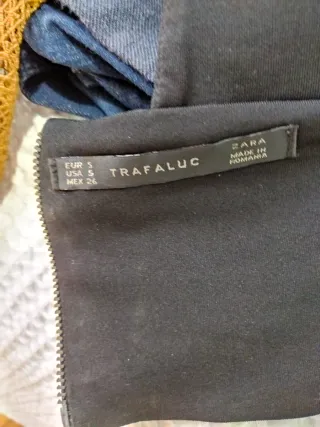 EUR S
USA S
MEX 26
TRAFALUC
ZARA
MADE IN
ROMANIA